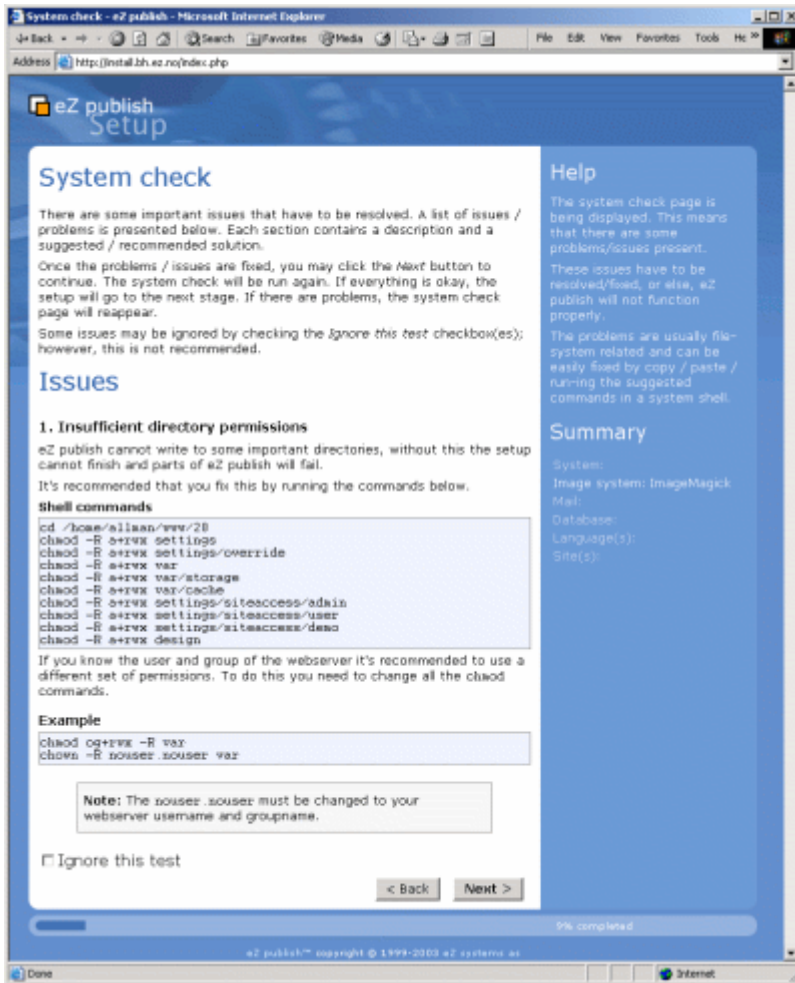 System check - eZ publish - Microsoft Internet Explorer
Back
Search
Favorites
Media
File Edit View Favorites Tools He »
Address
http://install.bh.ez.no/index.php
eZ publish
Setup
System check
There are some important issues that have to be resolved. A list of issues /
problems is presented below. Each section contains a description and a
suggested / recommended solution.
Once the problems / issues are fixed, you may click the Next button to
continue. The system check will be run again. If everything is okay, the
setup will go to the next stage. If there are problems, the system check
page will reappear.
Some issues may be ignored by checking the Ignore this test checkbox(es);
however, this is not recommended.
Issues
1. Insufficient directory permissions
eZ publish cannot write to some important directories, without this the setup
cannot finish and parts of eZ publish will fail.
It's recommended that you fix this by running the commands below.
Shell commands
cd /home/allman/www/20
chmod -R a+rwx settings
chmod -R a+rwx settings/override
chmod -R a+rwx var
chmod -R a+rwx var/storage
chmod -R a+rwx var/cache
chmod -R a+rwx settings/siteaccess/admin
chmod -R a+rwx settings/siteaccess/user
chmod -R a+rwx settings/siteaccess/demo
chmod -R a+rwx design
If you know the user and group of the webserver it's recommended to use a
different set of permissions. To do this you need to change all the chmod
commands.
Example
chmod og+rwx -R var
chown -R nouser.nouser var
Note: The nouser.nouser must be changed to your
webserver username and groupname.
Ignore this test
< Back
Next >
Help
The system check page is
being displayed. This means
that there are some
problems/issues present.
These issues have to be
resolved/fixed, or else, eZ
publish will not function
properly.
The problems are usually file-
system related and can be
easily fixed by copy / paste /
run-ing the suggested
commands in a system shell.
Summary
System:
Image system: ImageMagick
Mail:
Database:
Language(s):
Site(s):
9% completed
eZ publish™ copyright © 1999-2003 eZ systems as
Done
Internet